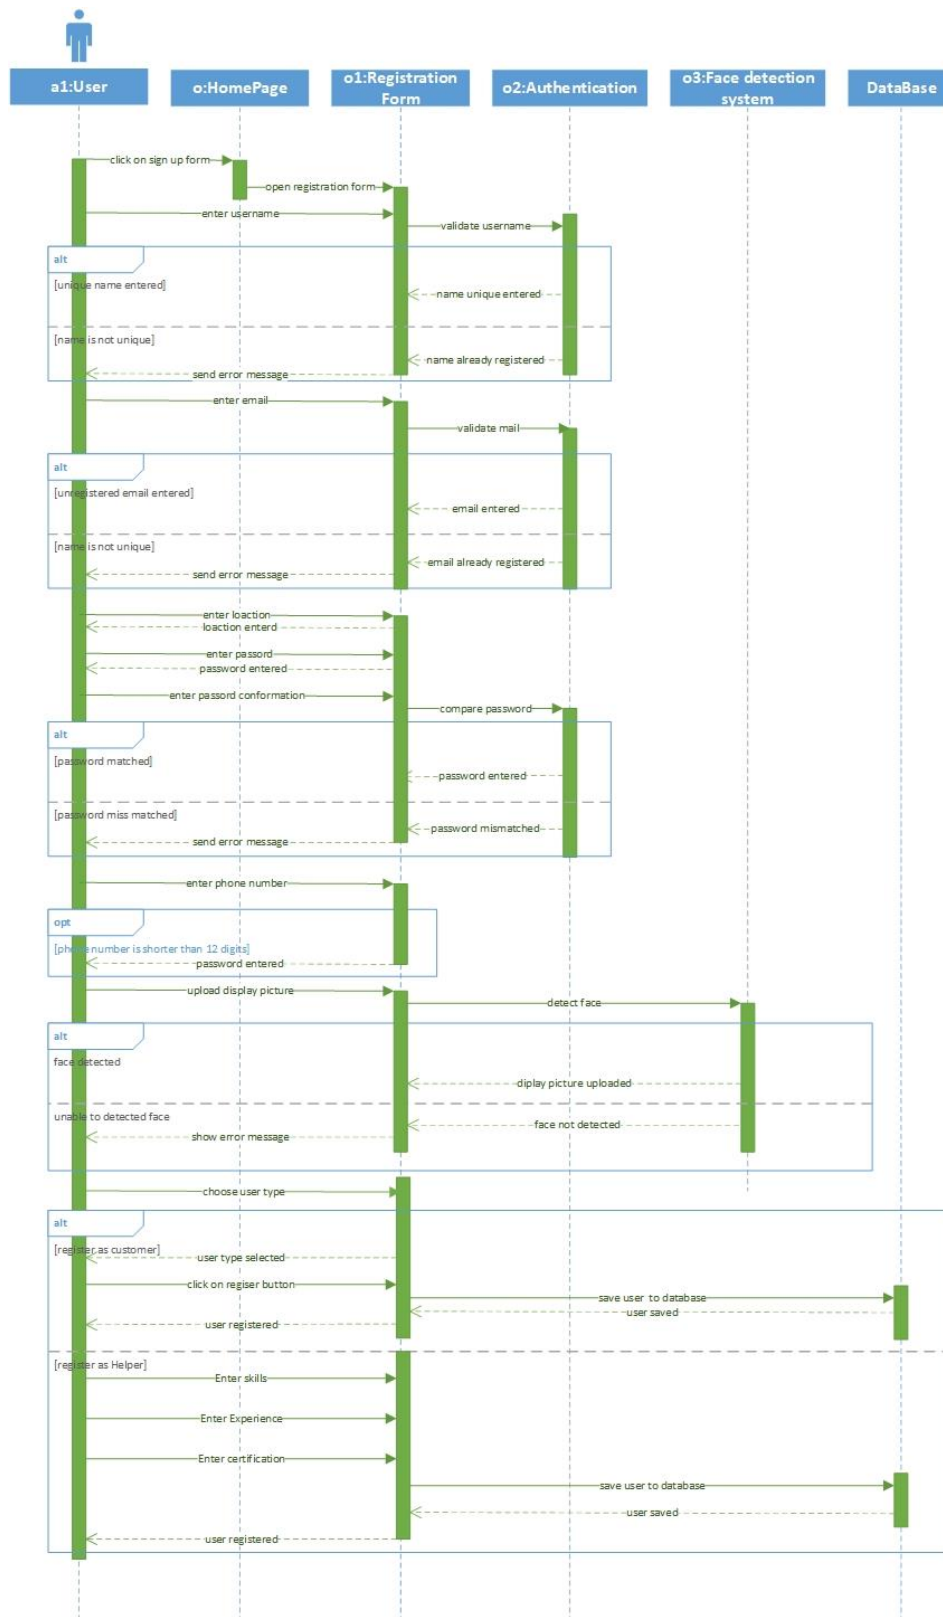 a1:User
o:HomePage
o1:Registration
Form
o2:Authentication
o3:Face detection
system
DataBase
click on sign up form
open registration form
enter username
validate username
alt
[unique name entered]
name unique entered
[name is not unique]
name already registered
send error message
enter email
validate mail
alt
[unregistered email entered]
email entered
[name is not unique]
email already registered
send error message
enter loaction
loaction enterd
enter passord
password entered
enter passord conformation
compare password
alt
[password matched]
password entered
[password miss matched]
password mismatched
send error message
enter phone number
opt
[phone number is shorter than 12 digits]
password entered
upload display picture
detect face
alt
face detected
diplay picture uploaded
unable to detected face
face not detected
show error message
choose user type
alt
[register as customer]
user type selected
click on regiser button
save user to database
user saved
user registered
[register as Helper]
Enter skills
Enter Experience
Enter certification
save user to database
user saved
user registered